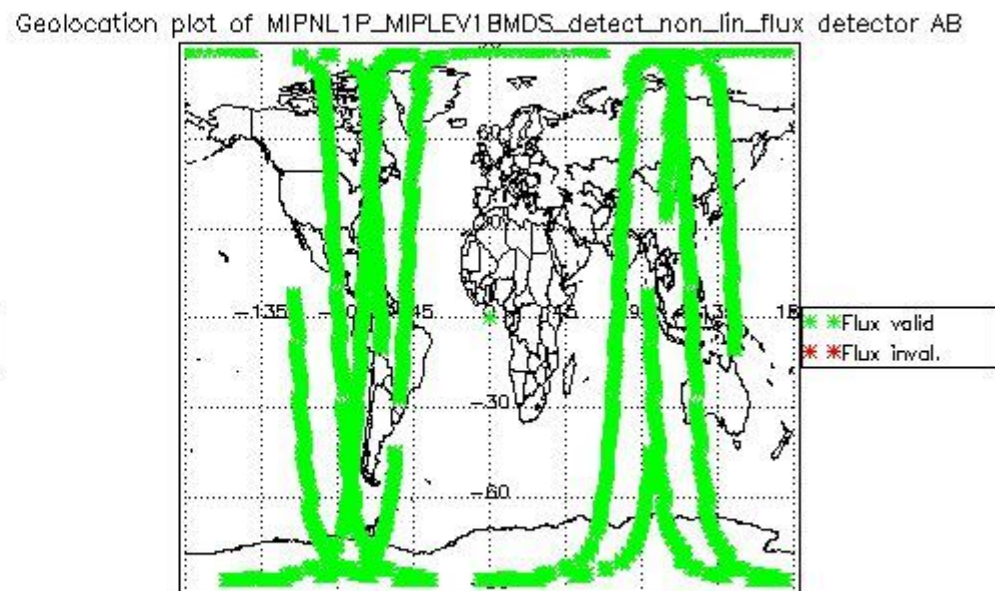 Geolocation plot of MIPNL1P_MIPLEV1BMDS_detect_non_lin_flux detector AB
-135
45
-30
-60
Flux valid
Flux inval.